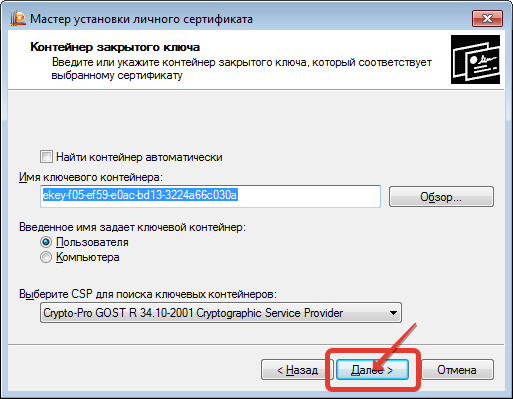 Мастер установки личного сертификата
Контейнер закрытого ключа
Введите или укажите контейнер закрытого ключа, который соответствует
выбранному сертификату
Найти контейнер автоматически
Имя ключевого контейнера:
ekey-f05-ef59-e0ac-bd13-3224a66c030a
Обзор...
Введенное имя задает ключевой контейнер:
Пользователя
Компьютера
Выберите CSP для поиска ключевых контейнеров:
Crypto-Pro GOST R 34.10-2001 Cryptographic Service Provider
< Назад
Далее >
Отмена